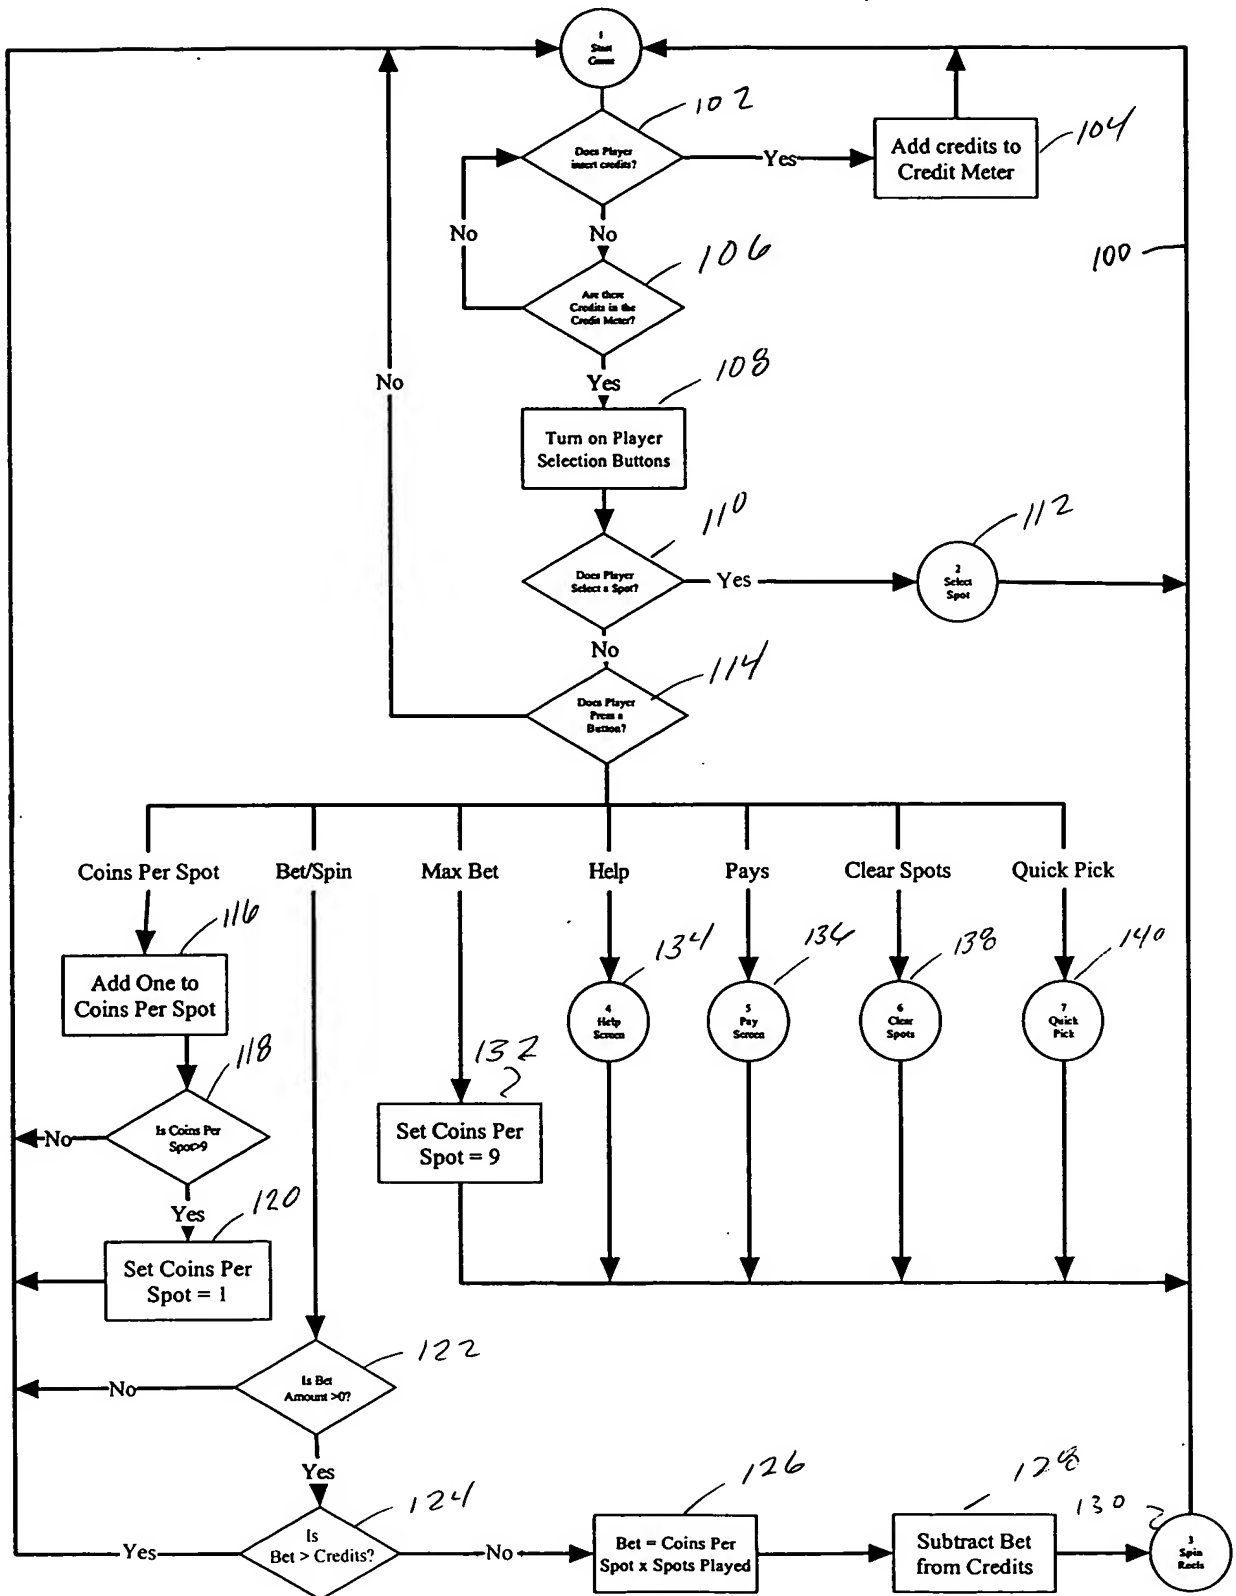 1
Start
Game
102
Does Player
insert credits?
Yes
Add credits to
Credit Meter
104
No
No
106
100
Are there
Credits in the
Credit Meter?
No
Yes
108
Turn on Player
Selection Buttons
110
112
Does Player
Select a Spot?
Yes
2
Select
Spot
No
114
Does Player
Press a
Button?
Coins Per Spot
Bet/Spin
Max Bet
Help
Pays
Clear Spots
Quick Pick
116
134
136
138
140
Add One to
Coins Per Spot
4
Help
Screen
5
Pay
Screen
6
Clear
Spots
7
Quick
Pick
118
132
Is Coins Per
Spot>9
No
Set Coins Per
Spot = 9
Yes
120
Set Coins Per
Spot = 1
122
Is Bet
Amount >0?
No
Yes
124
126
128
130
Is
Bet > Credits?
Yes
No
Bet = Coins Per
Spot x Spots Played
Subtract Bet
from Credits
3
Spin
Reels